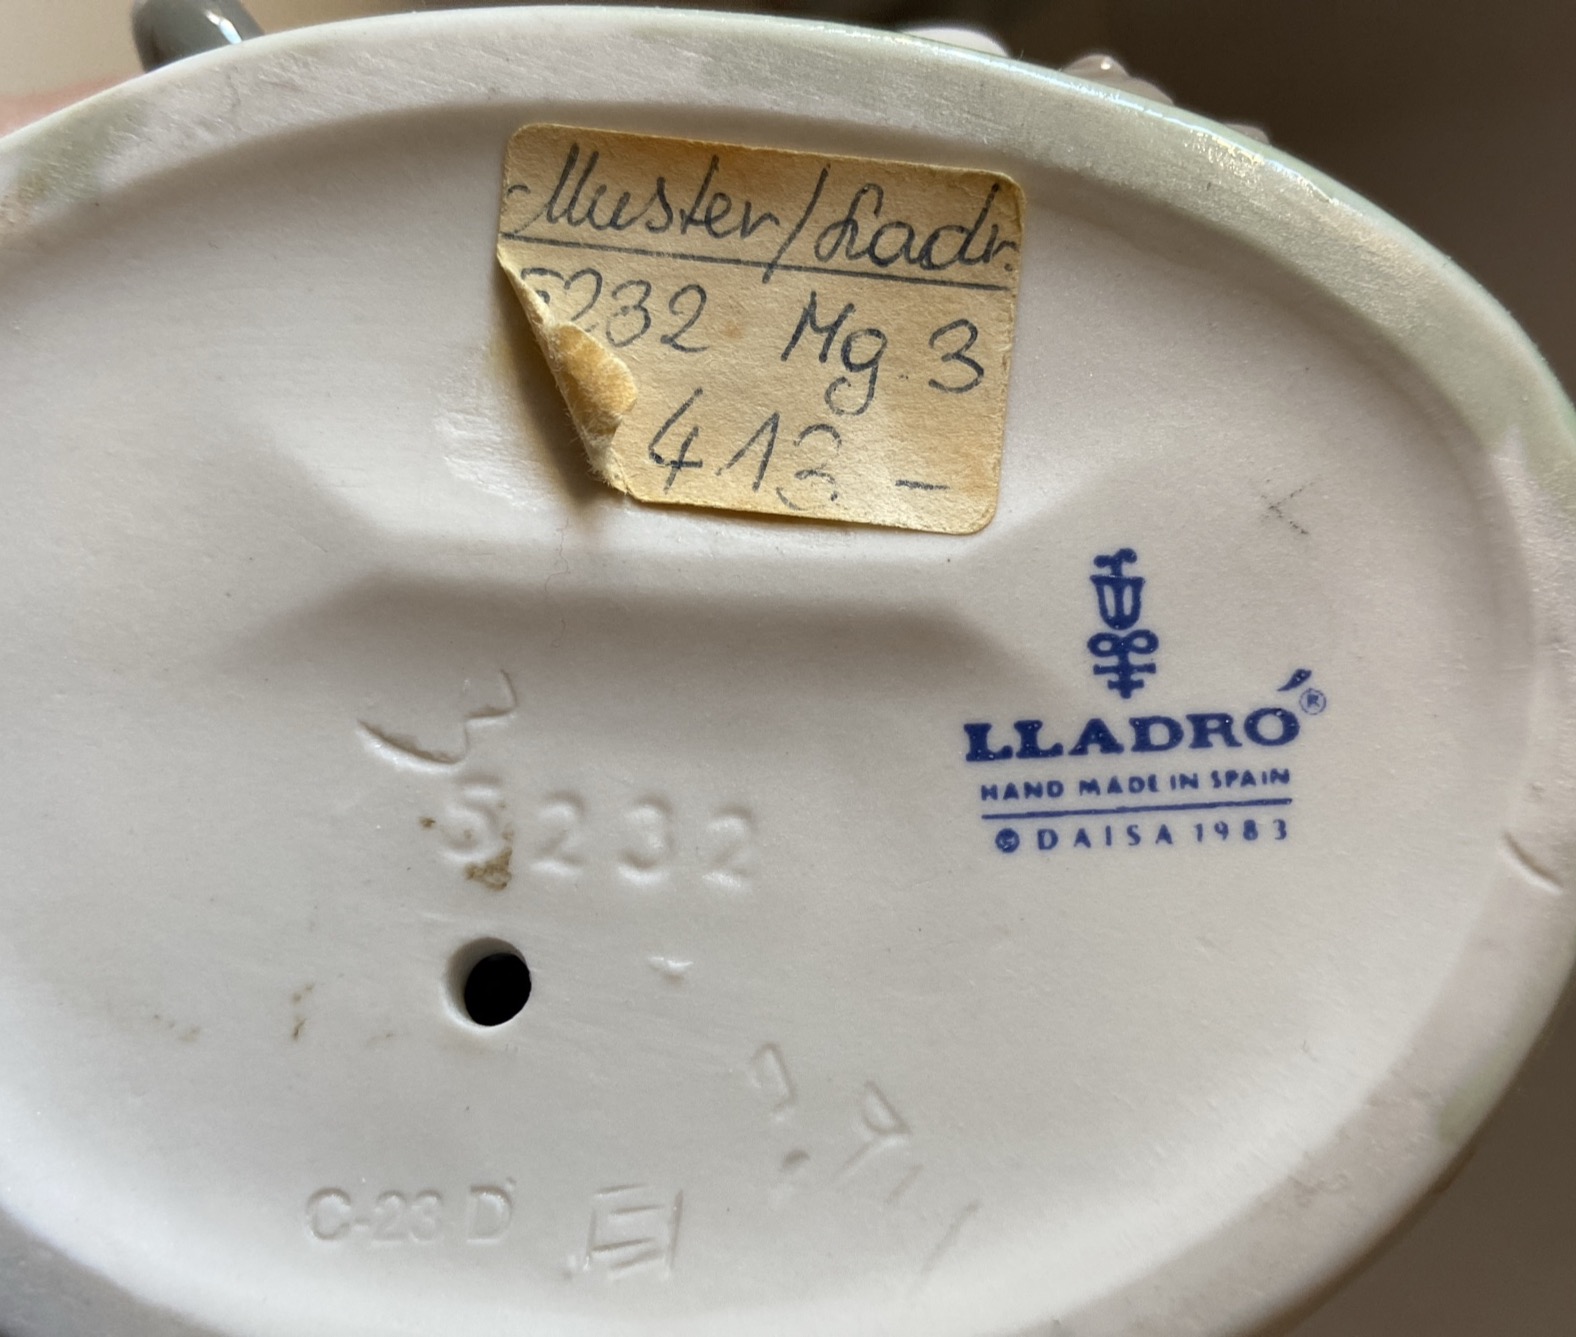 Muster/Ladr.
5232 Mg. 3
413 -
LLADRÓ®
HAND MADE IN SPAIN
© DAISA 1983
5232
C-23 D